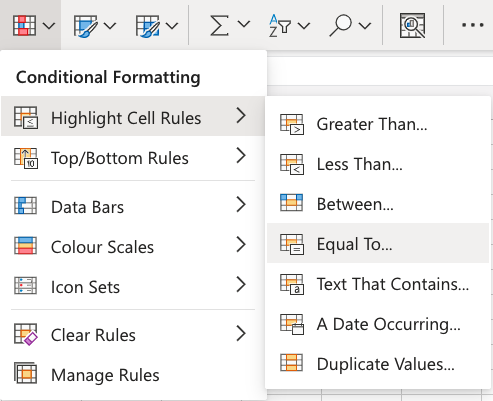 Conditional Formatting
Highlight Cell Rules
Top/Bottom Rules
Data Bars
Colour Scales
Icon Sets
Clear Rules
Manage Rules
Greater Than...
Less Than...
Between...
Equal To...
Text That Contains...
A Date Occurring...
Duplicate Values...